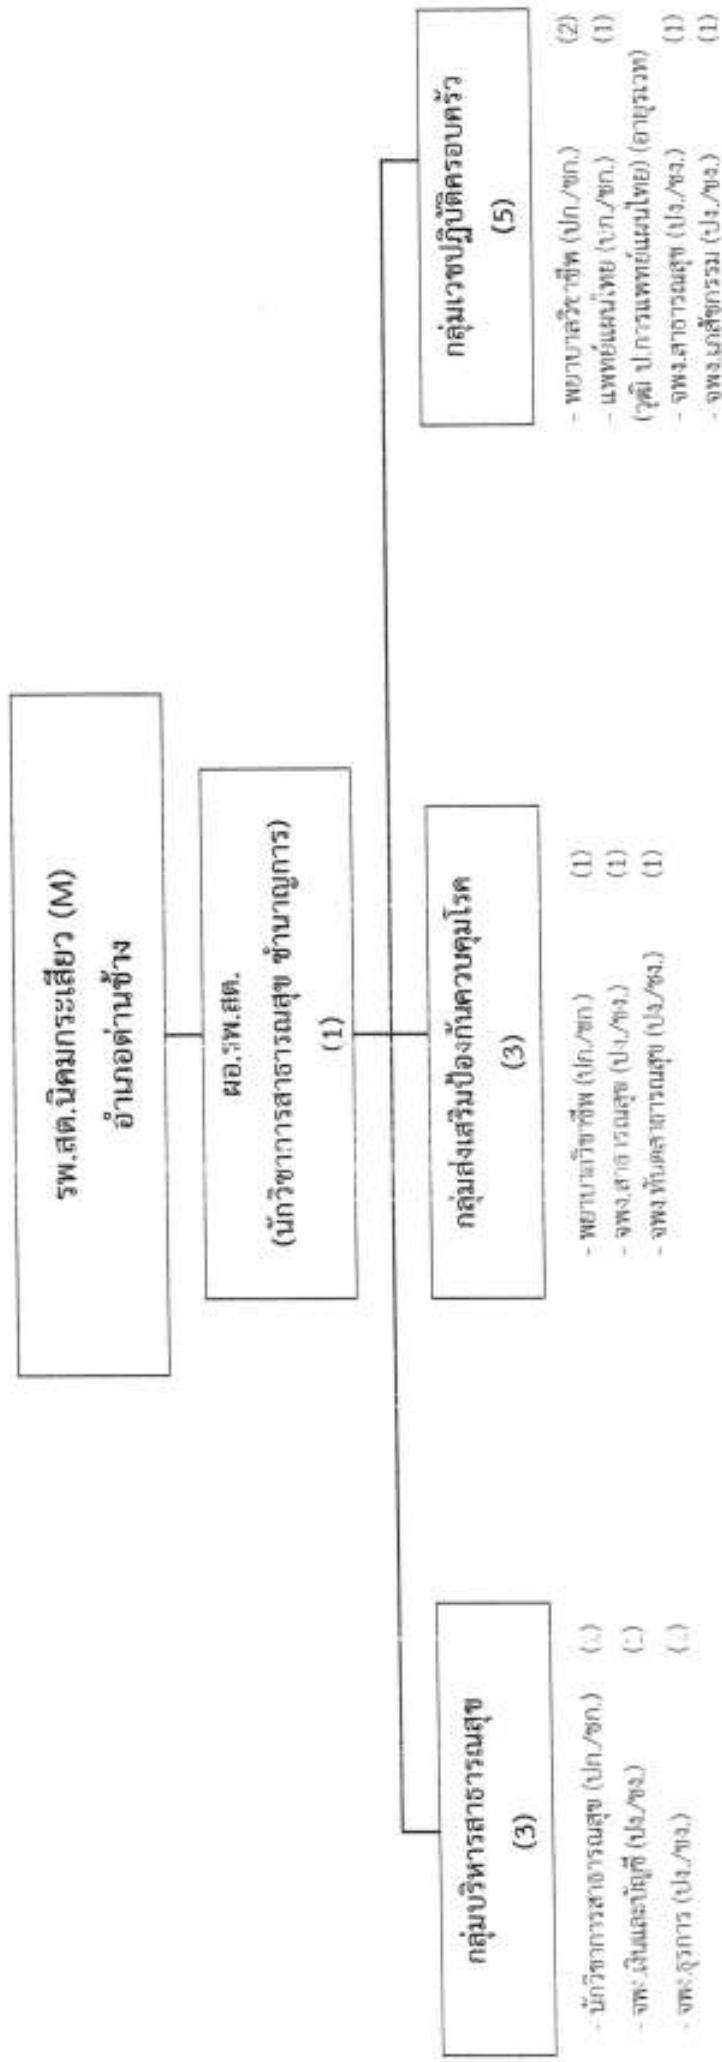 รพ.สต.นิคมกระเสียว (M)
อำเภอด่านช้าง
ผอ.รพ.สต.
(นักวิชาการสาธารณสุข ชำนาญการ)
(1)
กลุ่มบริหารสาธารณสุข
(3)
- นักวิชาการสาธารณสุข (ปก./ชก.)
- จพง.เงินและบัญชี (ปง./ชง.)
- จพง.ธุรการ (ปง./ชง.)
กลุ่มส่งเสริมป้องกันควบคุมโรค
(3)
- พยาบาลวิชาชีพ (ปก./ชก.) (1)
- จพง.สาธารณสุข (ปง./ชง.) (1)
- จพง.ทันตสาธารณสุข (ปง./ชง.) (1)
กลุ่มเวชปฏิบัติครอบครัว
(5)
- พยาบาลวิชาชีพ (ปก./ชก.) (2)
- แพทย์แผนไทย (ปก./ชก.) (1)
(วุฒิ ป.การแพทย์แผนไทย) (อายุรเวท)
- จพง.สาธารณสุข (ปง./ชง.) (1)
- จพง.เภสัชกรรม (ปง./ชง.) (1)